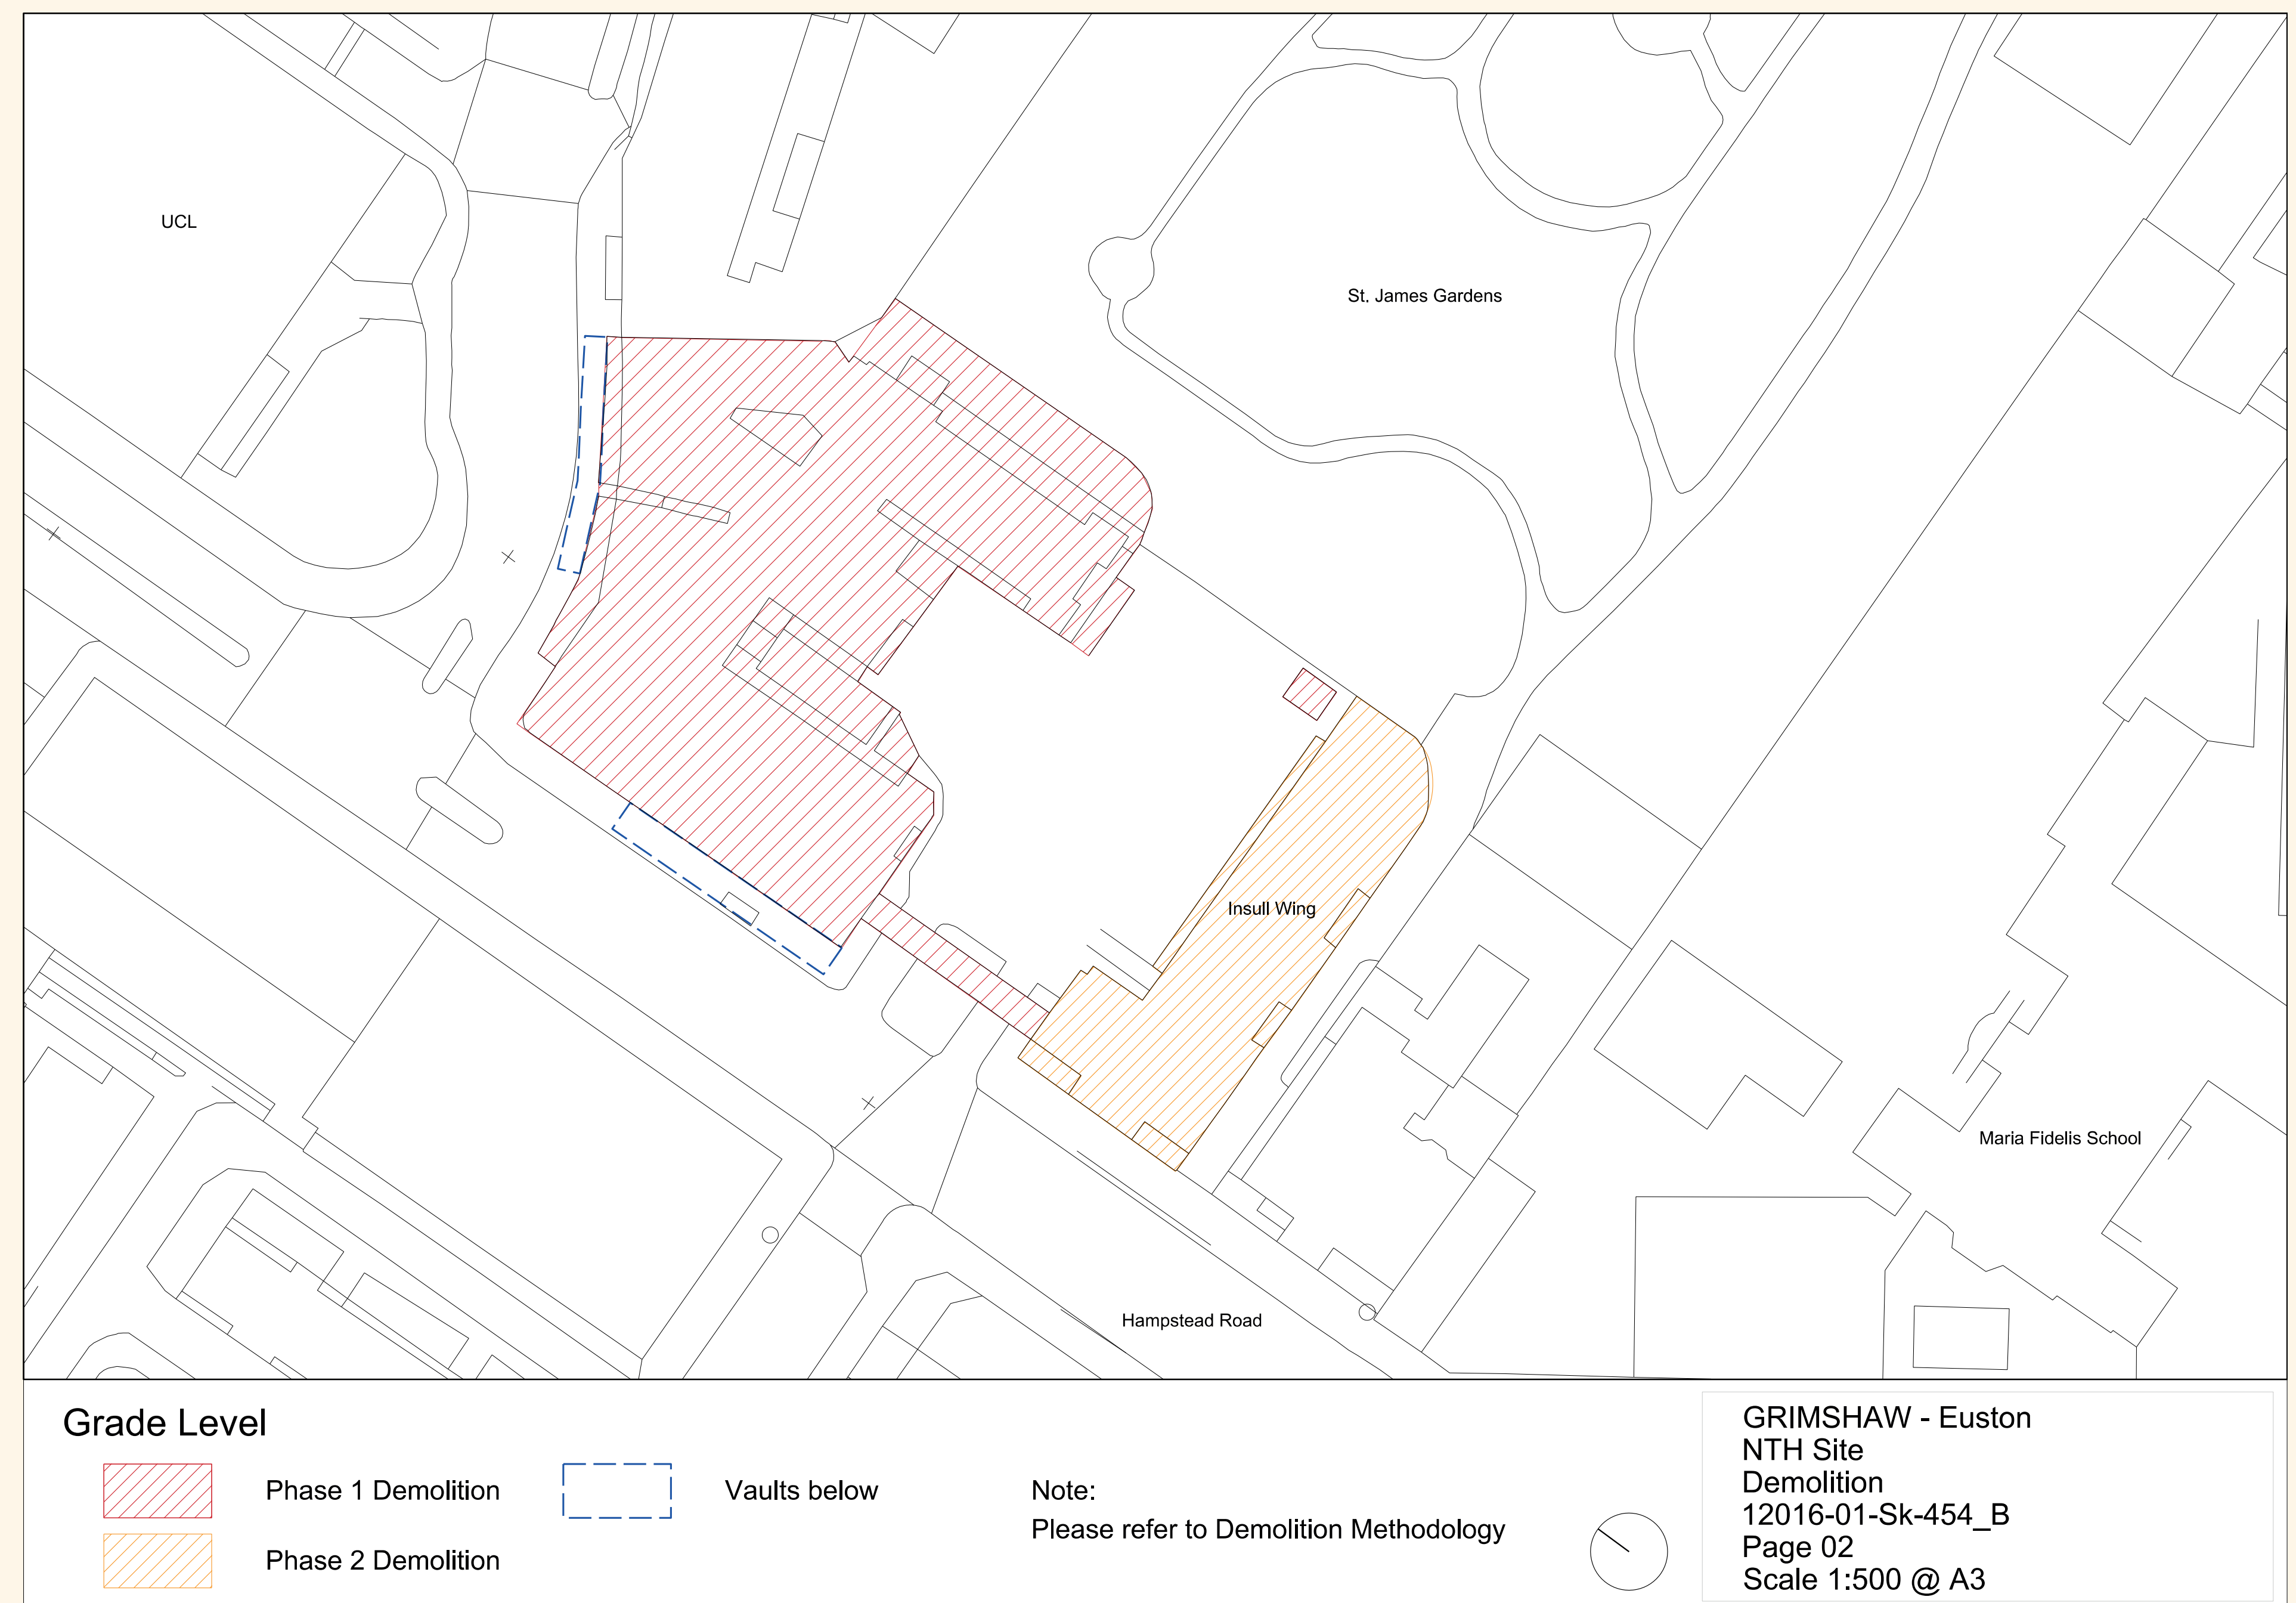 UCL
St. James Gardens
Insull Wing
Maria Fidelis School
Hampstead Road
Grade Level
Phase 1 Demolition
Vaults below
Phase 2 Demolition
Note:
Please refer to Demolition Methodology
GRIMSHAW - Euston
NTH Site
Demolition
12016-01-Sk-454_B
Page 02
Scale 1:500 @ A3